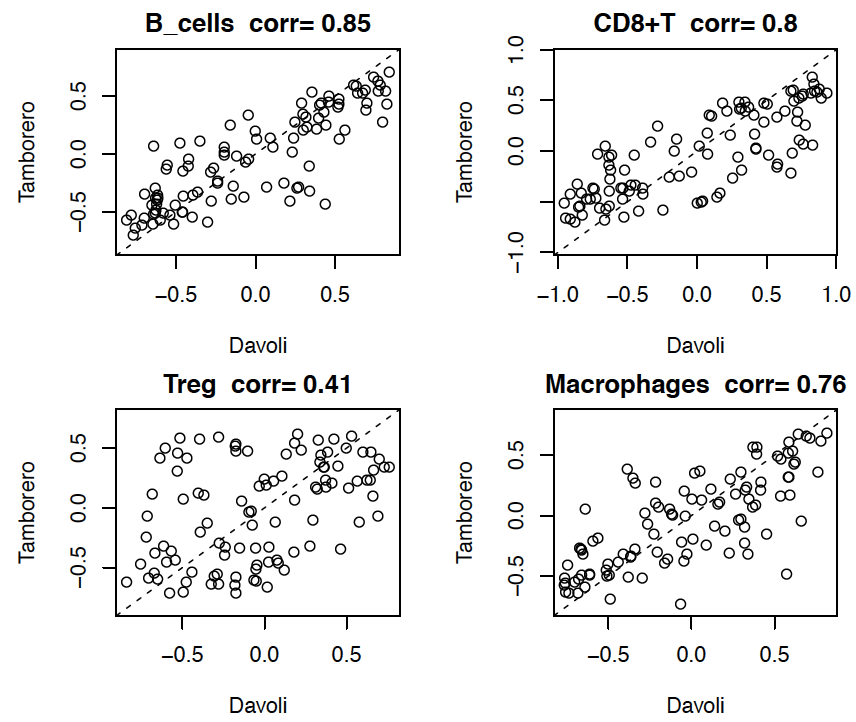 B_cells corr= 0.85
Tamborero
0.5
0.0
−0.5
−0.5 0.0 0.5
Davoli
CD8+T corr= 0.8
Tamborero
1.0
0.5
0.0
−1.0
−1.0 −0.5 0.0 0.5 1.0
Davoli
Treg corr= 0.41
Tamborero
0.5
0.0
−0.5
−0.5 0.0 0.5
Davoli
Macrophages corr= 0.76
Tamborero
0.5
0.0
−0.5
−0.5 0.0 0.5
Davoli